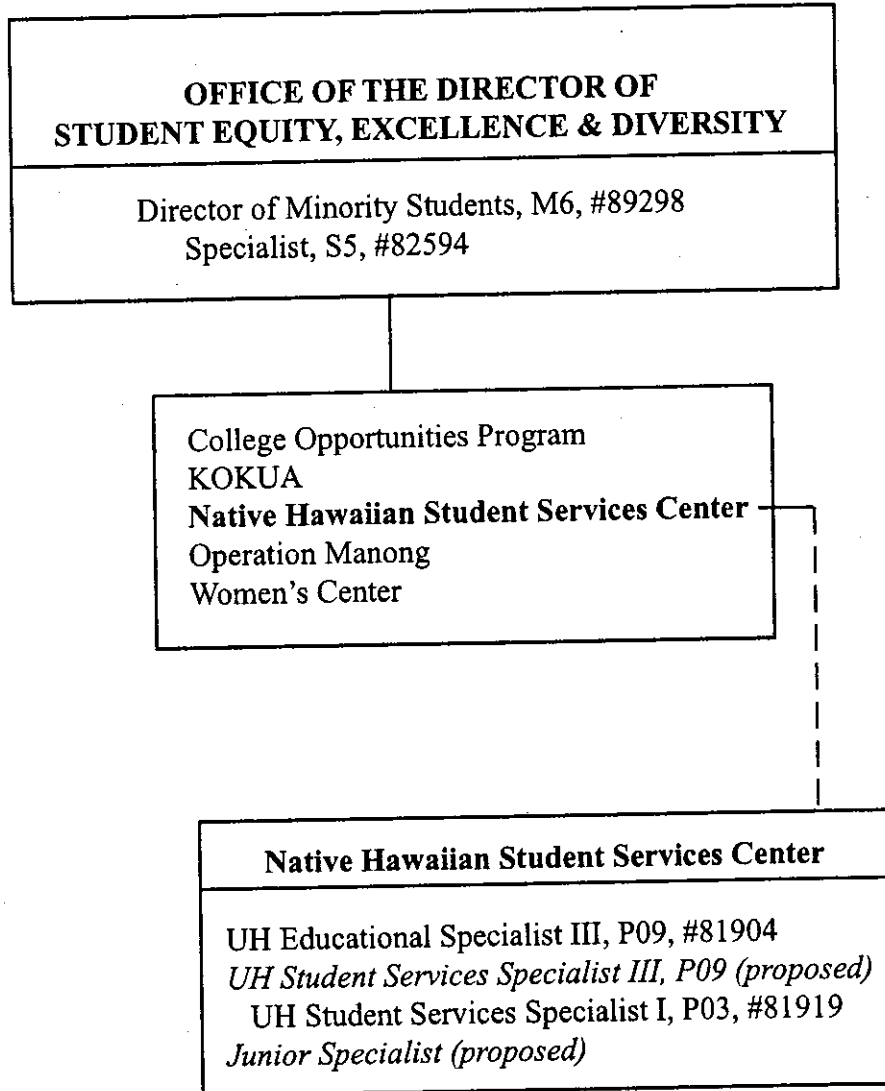 OFFICE OF THE DIRECTOR OF
STUDENT EQUITY, EXCELLENCE & DIVERSITY
Director of Minority Students, M6, #89298
Specialist, S5, #82594
College Opportunities Program
KOKUA
Native Hawaiian Student Services Center
Operation Manong
Women's Center
Native Hawaiian Student Services Center
UH Educational Specialist III, P09, #81904
UH Student Services Specialist III, P09 (proposed)
UH Student Services Specialist I, P03, #81919
Junior Specialist (proposed)